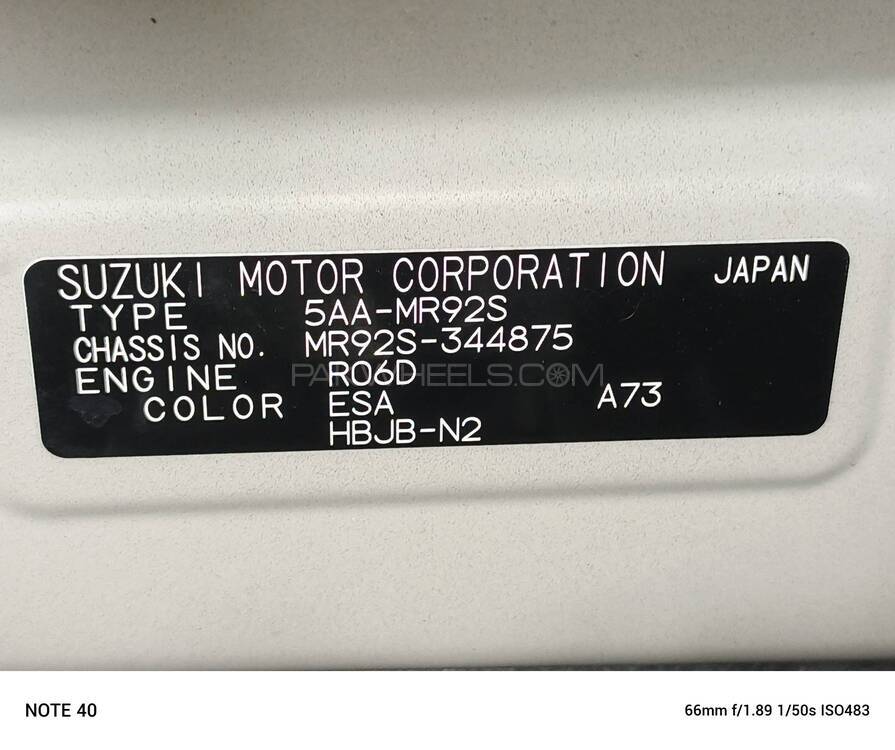 SUZUKI MOTOR CORPORATION JAPAN
TYPE 5AA-MR92S
CHASSIS NO. MR92S-344875
ENGINE R06D
PAKWHEELS.COM
COLOR ESA A73
HBJB-N2
NOTE 40 66mm f/1.89 1/50s ISO483